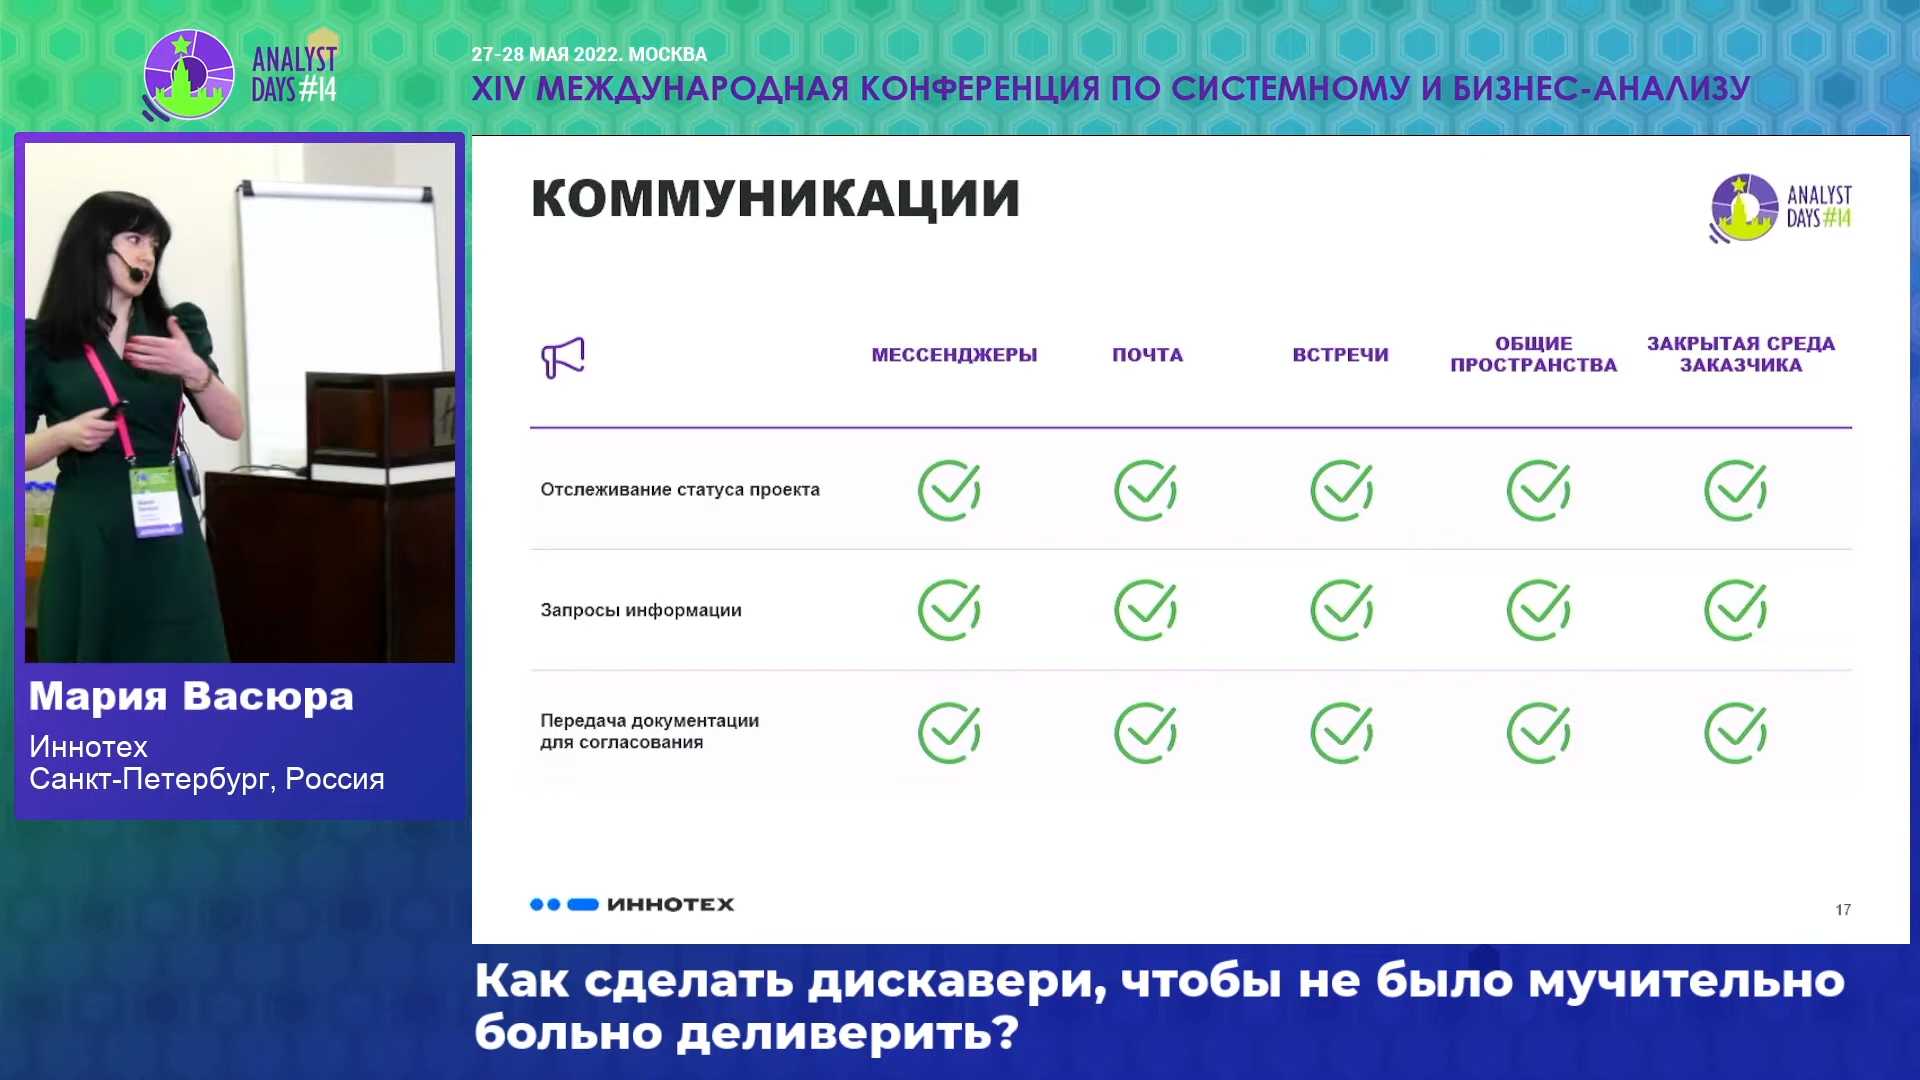 ANALYST
DAYS#14
27-28 МАЯ 2022. МОСКВА
XIV МЕЖДУНАРОДНАЯ КОНФЕРЕНЦИЯ ПО СИСТЕМНОМУ И БИЗНЕС-АНАЛИЗУ
КОММУНИКАЦИИ
ANALYST
DAYS#14
МЕССЕНДЖЕРЫ
ПОЧТА
ВСТРЕЧИ
ОБЩИЕ
ПРОСТРАНСТВА
ЗАКРЫТАЯ СРЕДА
ЗАКАЗЧИКА
Отслеживание статуса проекта
Запросы информации
Передача документации
для согласования
ИННОТЕХ
17
Мария Васюра
Иннотех
Санкт-Петербург, Россия
Как сделать дискавери, чтобы не было мучительно
больно деливерить?